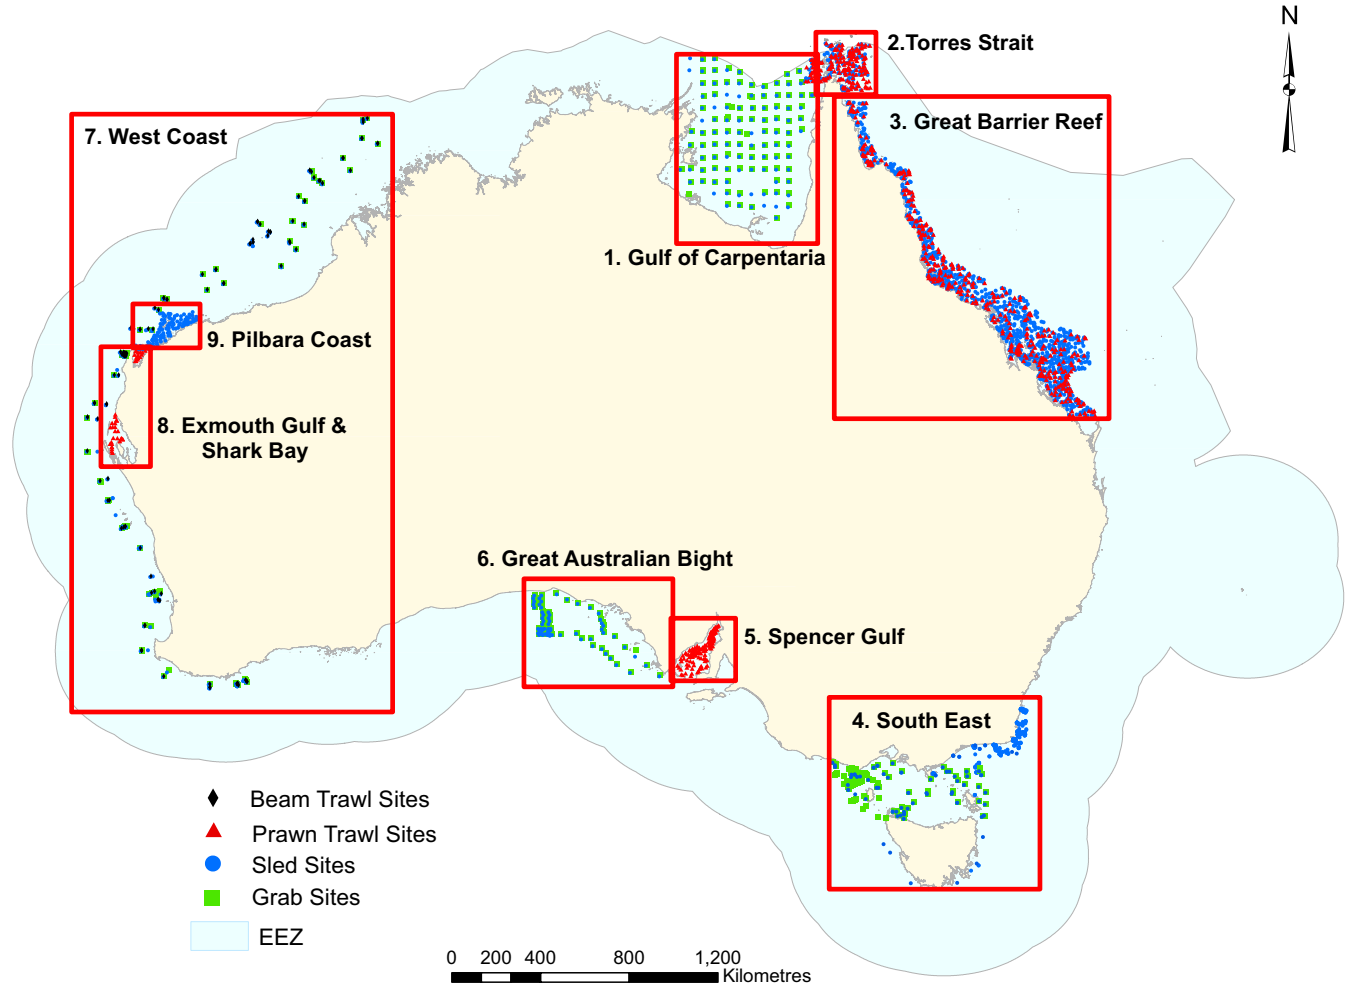 N
2.Torres Strait
3. Great Barrier Reef
7. West Coast
1. Gulf of Carpentaria
9. Pilbara Coast
8. Exmouth Gulf &
Shark Bay
6. Great Australian Bight
5. Spencer Gulf
4. South East
Beam Trawl Sites
Prawn Trawl Sites
Sled Sites
Grab Sites
EEZ
0 200 400 800 1,200
Kilometres